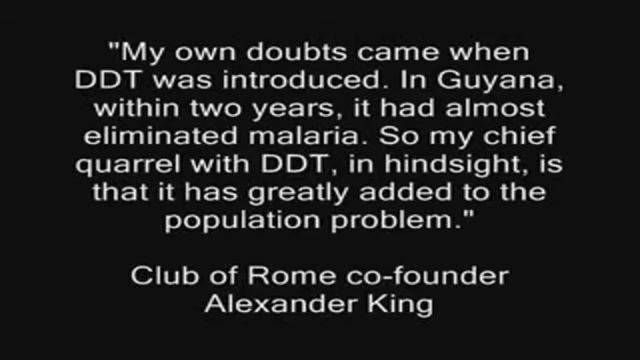 "My own doubts came when
DDT was introduced. In Guyana,
within two years, it had almost
eliminated malaria. So my chief
quarrel with DDT, in hindsight, is
that it has greatly added to the
population problem."
Club of Rome co-founder
Alexander King